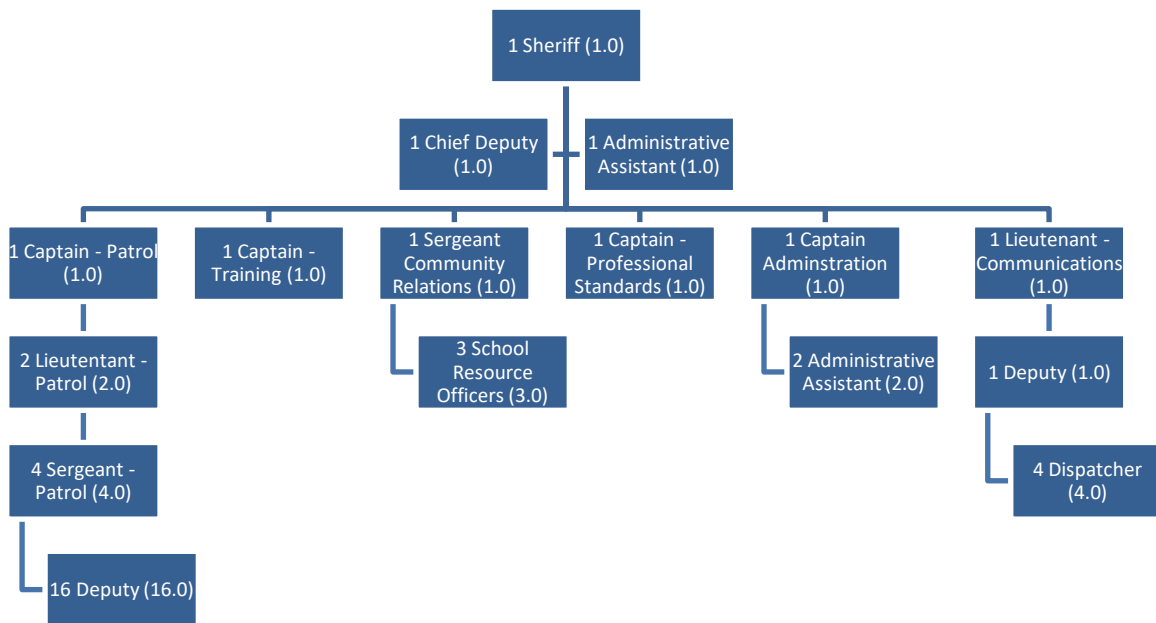 1 Sheriff (1.0)
1 Chief Deputy
(1.0)
1 Administrative
Assistant (1.0)
1 Captain - Patrol
(1.0)
1 Captain -
Training (1.0)
1 Sergeant
Community
Relations (1.0)
1 Captain -
Professional
Standards (1.0)
1 Captain
Adminstration
(1.0)
1 Lieutenant -
Communications
(1.0)
2 Lieutentant -
Patrol (2.0)
3 School
Resource
Officers (3.0)
2 Administrative
Assistant (2.0)
1 Deputy (1.0)
4 Sergeant -
Patrol (4.0)
4 Dispatcher
(4.0)
16 Deputy (16.0)